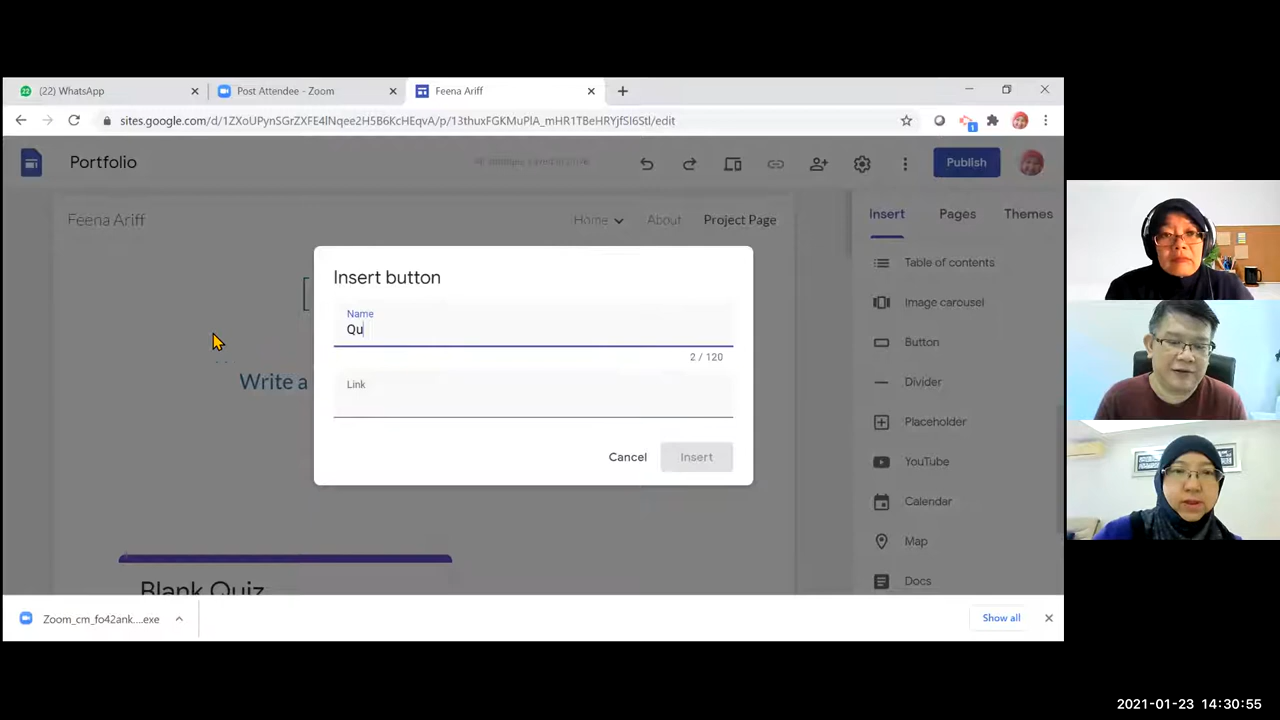 22 (22) WhatsApp
Post Attendee - Zoom
Feena Ariff
sites.google.com/d/1ZXoUPynSGrZXFE4lNqee2H5B6KcHEqvA/p/13thuxFGKMuPlA_mHR1TBeHRYjfSl6Stl/edit
1
Portfolio
Publish
Feena Ariff
Home
About
Project Page
Insert
Pages
Themes
Insert button
Name
Qu
2 / 120
Link
Cancel
Insert
Write a
Blank Quiz
Table of contents
Image carousel
Button
Divider
Placeholder
YouTube
Calendar
Map
Docs
Zoom_cm_fo42ank....exe
Show all
2021-01-23 14:30:55